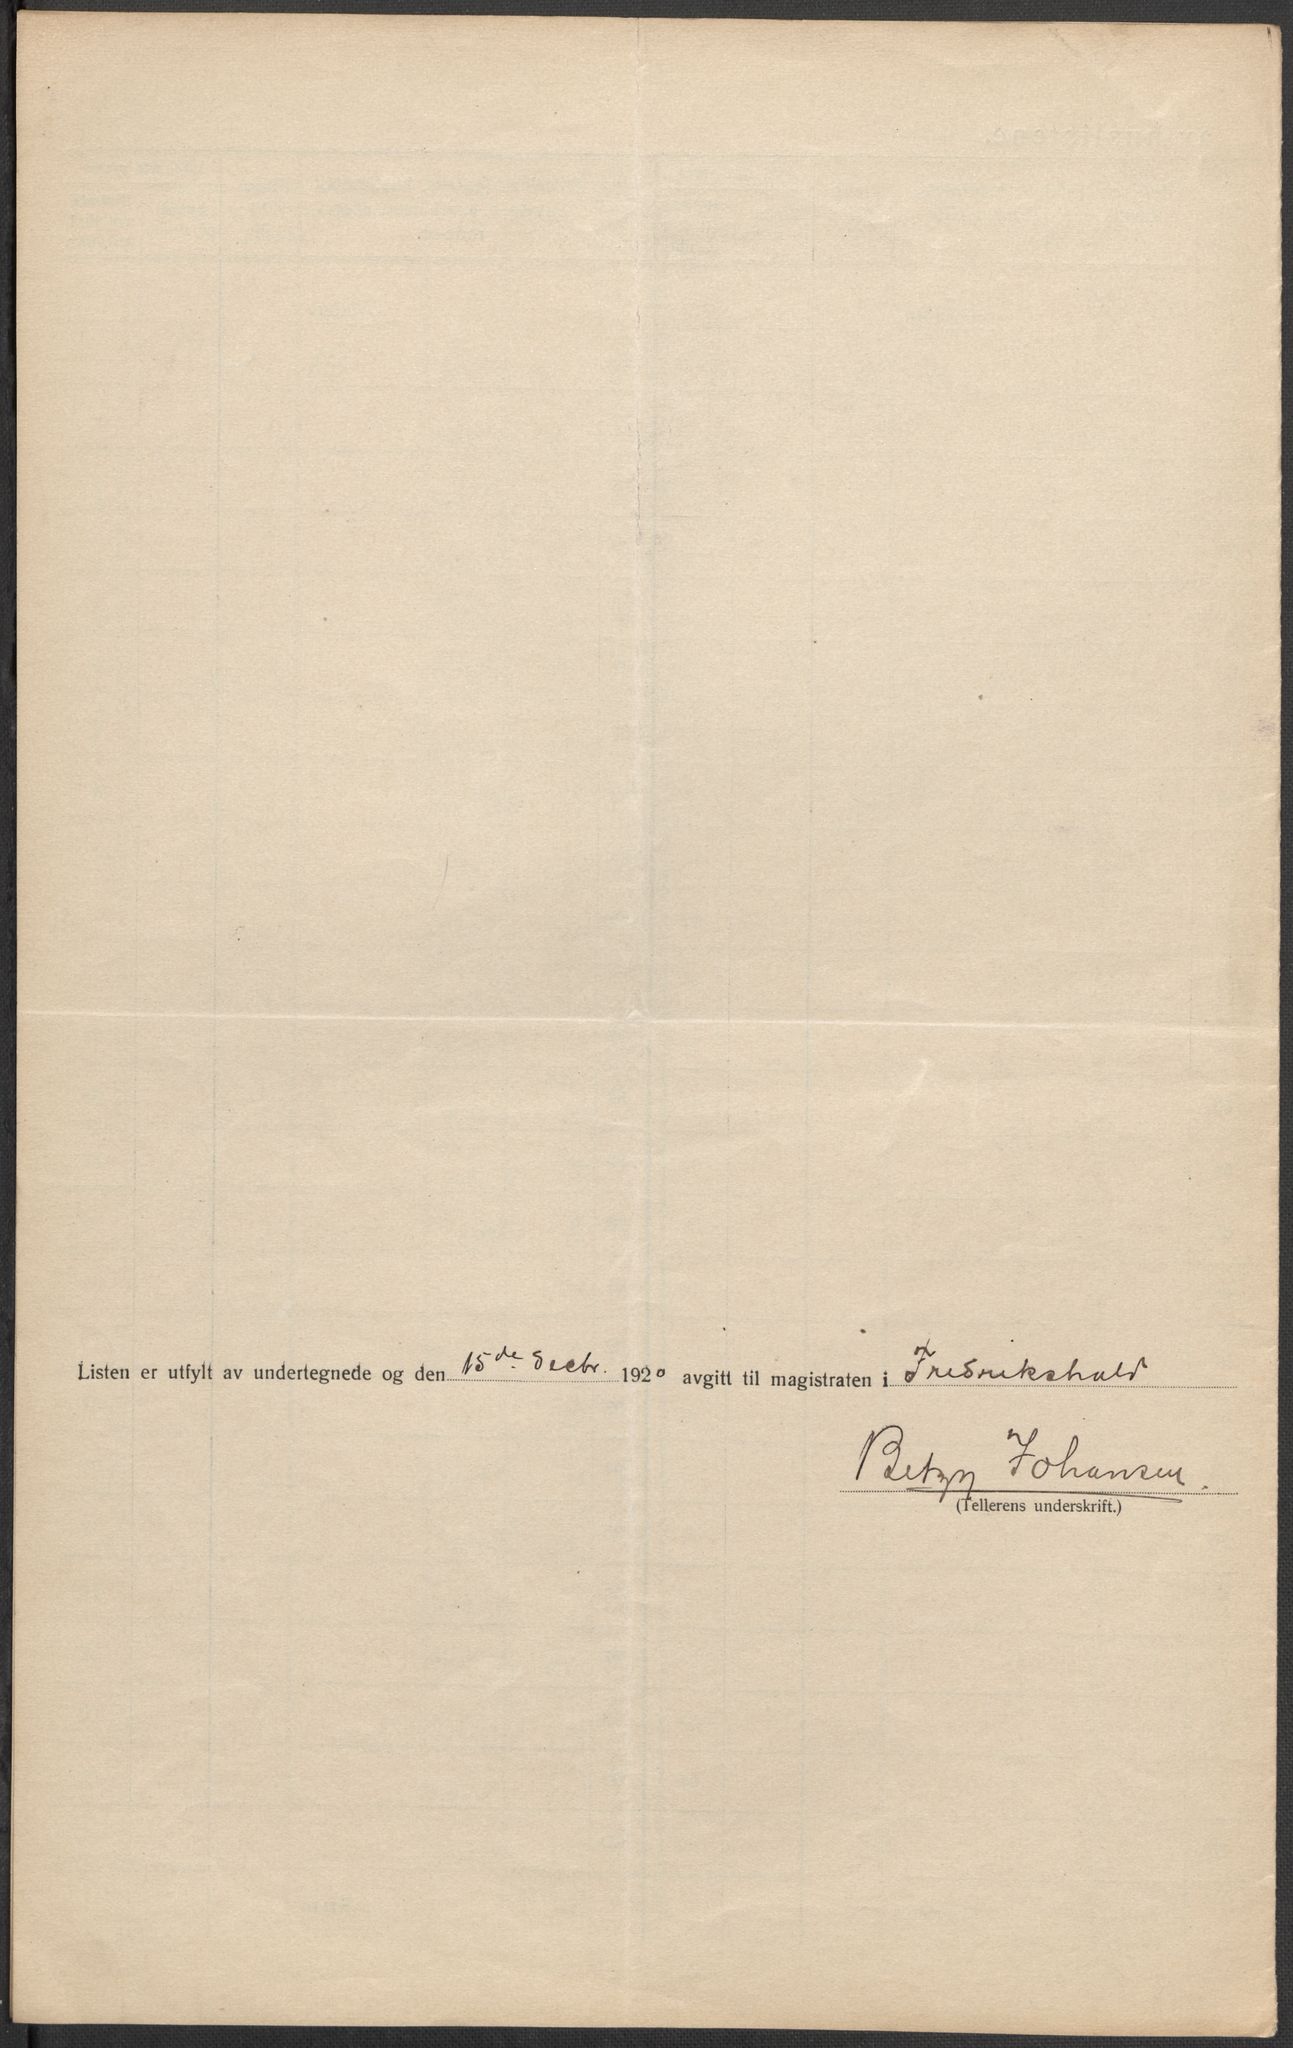 Listen er utfylt av undertegnede og den 15de. Decbr. 1920 avgitt til magistraten i Fredrikshald
Betzy Johansen.
(Tellerens underskrift.)